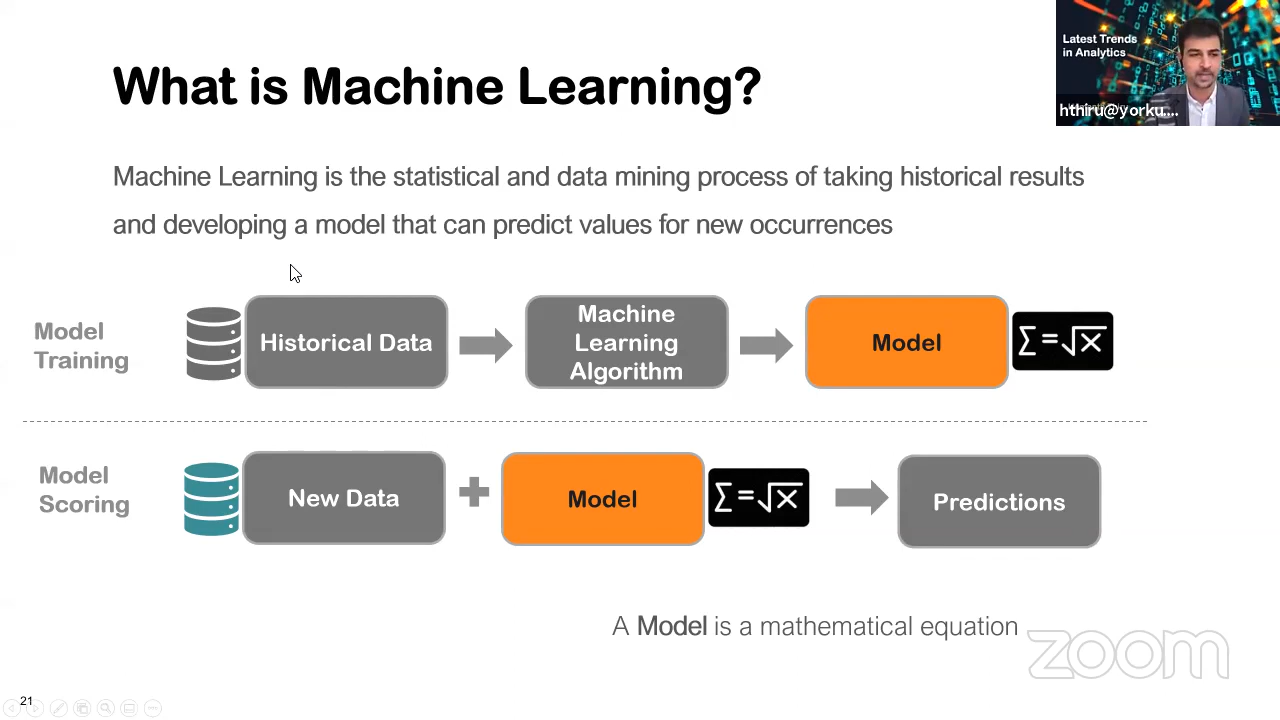 Latest Trends
in Analytics
hthiru@yorku....
What is Machine Learning?
Machine Learning is the statistical and data mining process of taking historical results
and developing a model that can predict values for new occurrences
Model
Training
Historical Data
Machine
Learning
Algorithm
Model
∑=√x
Model
Scoring
New Data
Model
∑=√x
Predictions
A Model is a mathematical equation
zoom
21